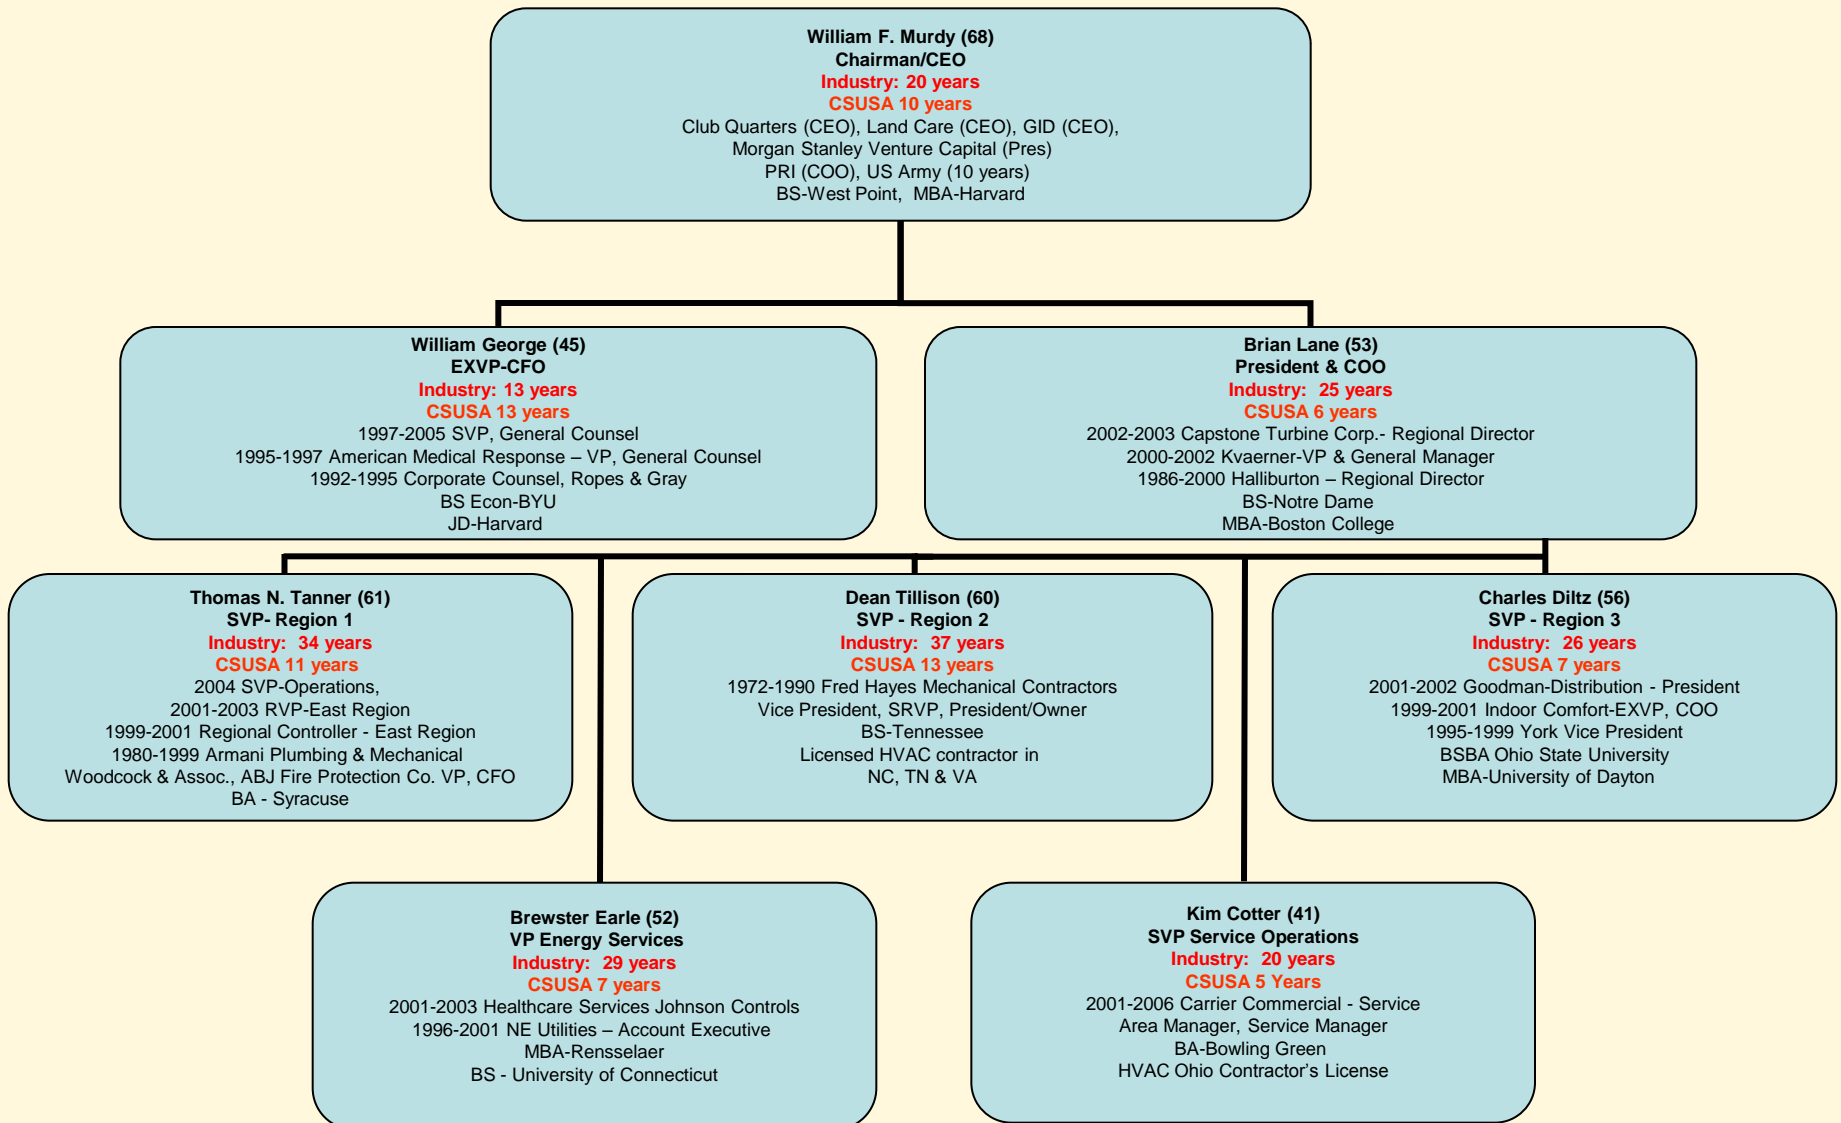 William F. Murdy (68)
Chairman/CEO
Industry: 20 years
CSUSA 10 years
Club Quarters (CEO), Land Care (CEO), GID (CEO),
Morgan Stanley Venture Capital (Pres)
PRI (COO), US Army (10 years)
BS-West Point, MBA-Harvard
William George (45)
EXVP-CFO
Industry: 13 years
CSUSA 13 years
1997-2005 SVP, General Counsel
1995-1997 American Medical Response – VP, General Counsel
1992-1995 Corporate Counsel, Ropes & Gray
BS Econ-BYU
JD-Harvard
Brian Lane (53)
President & COO
Industry: 25 years
CSUSA 6 years
2002-2003 Capstone Turbine Corp.- Regional Director
2000-2002 Kvaerner-VP & General Manager
1986-2000 Halliburton – Regional Director
BS-Notre Dame
MBA-Boston College
Thomas N. Tanner (61)
SVP- Region 1
Industry: 34 years
CSUSA 11 years
2004 SVP-Operations,
2001-2003 RVP-East Region
1999-2001 Regional Controller - East Region
1980-1999 Armani Plumbing & Mechanical
Woodcock & Assoc., ABJ Fire Protection Co. VP, CFO
BA - Syracuse
Dean Tillison (60)
SVP - Region 2
Industry: 37 years
CSUSA 13 years
1972-1990 Fred Hayes Mechanical Contractors
Vice President, SRVP, President/Owner
BS-Tennessee
Licensed HVAC contractor in
NC, TN & VA
Charles Diltz (56)
SVP - Region 3
Industry: 26 years
CSUSA 7 years
2001-2002 Goodman-Distribution - President
1999-2001 Indoor Comfort-EXVP, COO
1995-1999 York Vice President
BSBA Ohio State University
MBA-University of Dayton
Brewster Earle (52)
VP Energy Services
Industry: 29 years
CSUSA 7 years
2001-2003 Healthcare Services Johnson Controls
1996-2001 NE Utilities – Account Executive
MBA-Rensselaer
BS - University of Connecticut
Kim Cotter (41)
SVP Service Operations
Industry: 20 years
CSUSA 5 Years
2001-2006 Carrier Commercial - Service
Area Manager, Service Manager
BA-Bowling Green
HVAC Ohio Contractor’s License